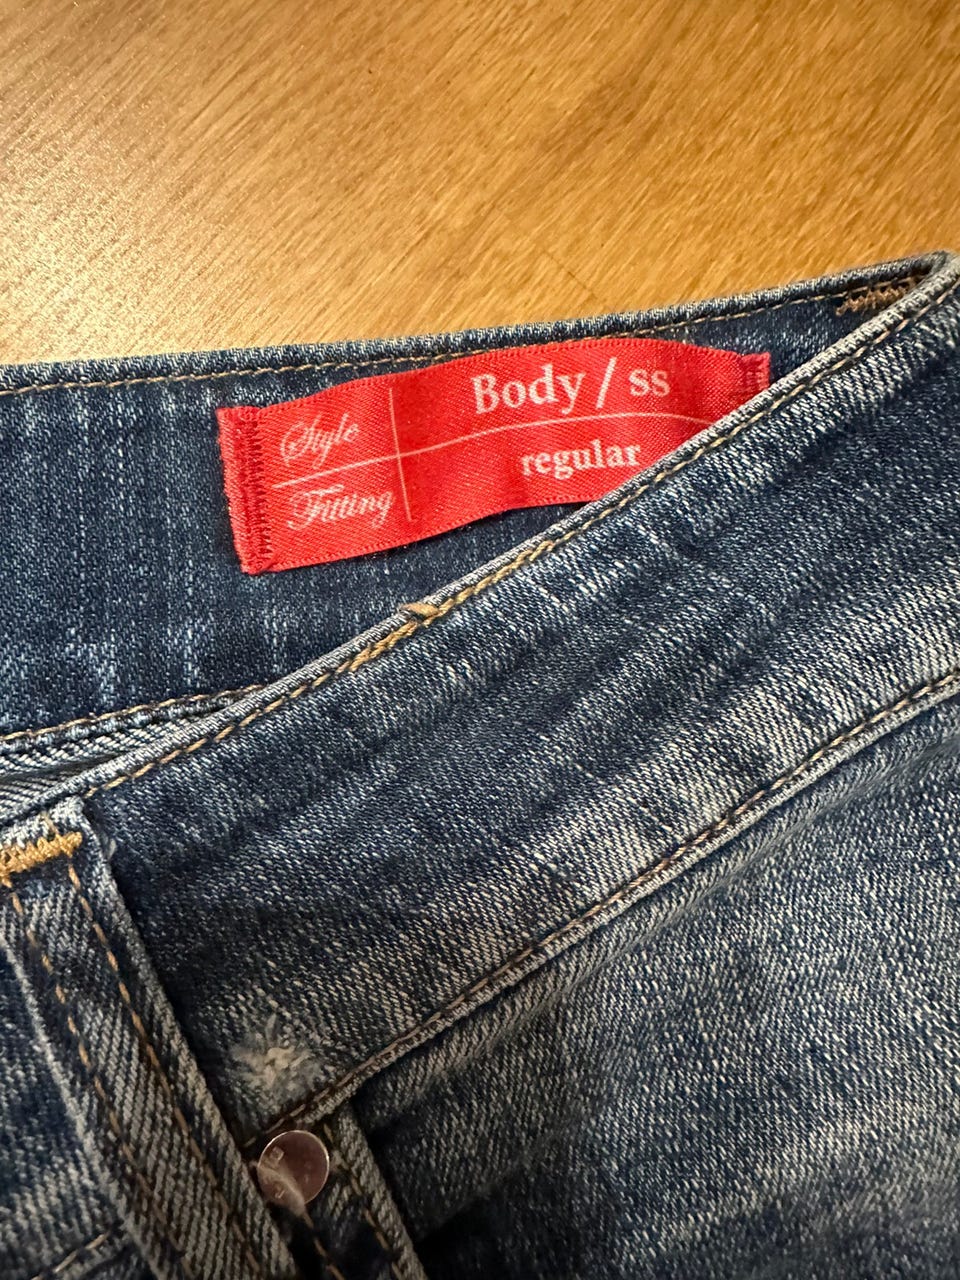 Style Body / ss
Fitting regular